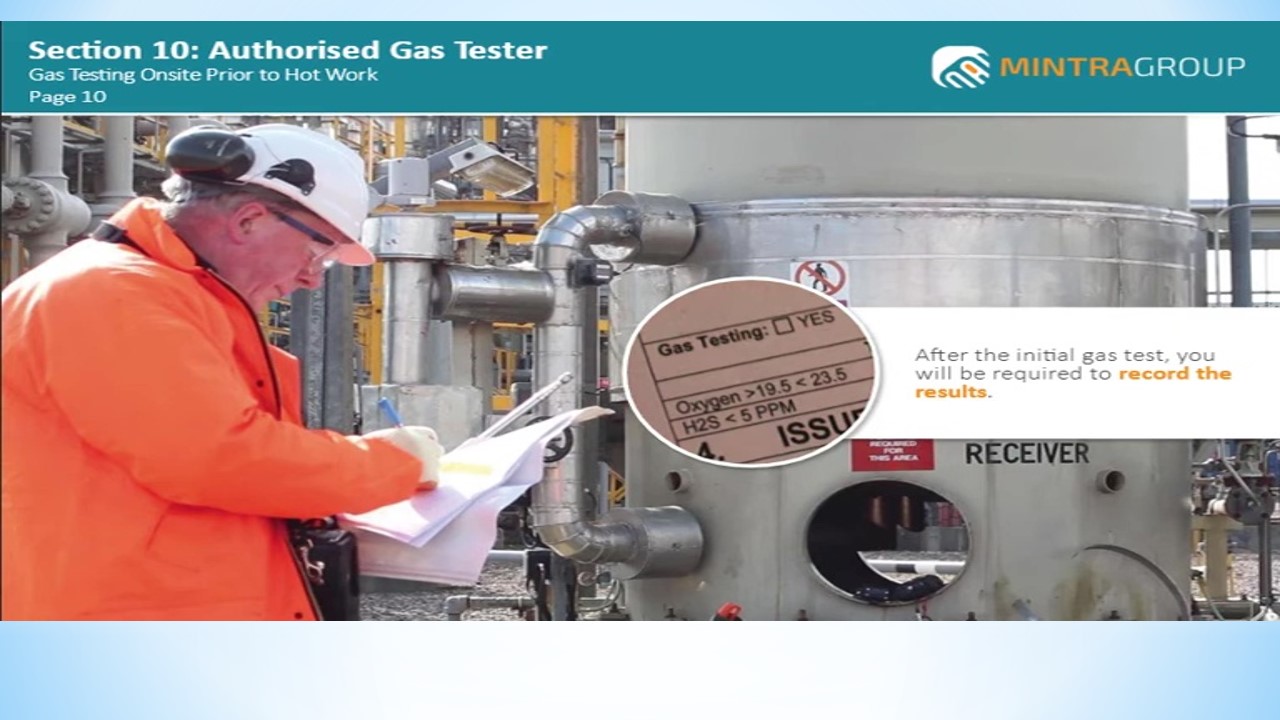 Section 10: Authorised Gas Tester
Gas Testing Onsite Prior to Hot Work
Page 10
MINTRAGROUP
Gas Testing: ☐ YES
Oxygen >19.5 < 23.5
H2S < 5 PPM
4. ISSU
After the initial gas test, you
will be required to record the
results.
REQUIRED
FOR
THIS AREA
RECEIVER